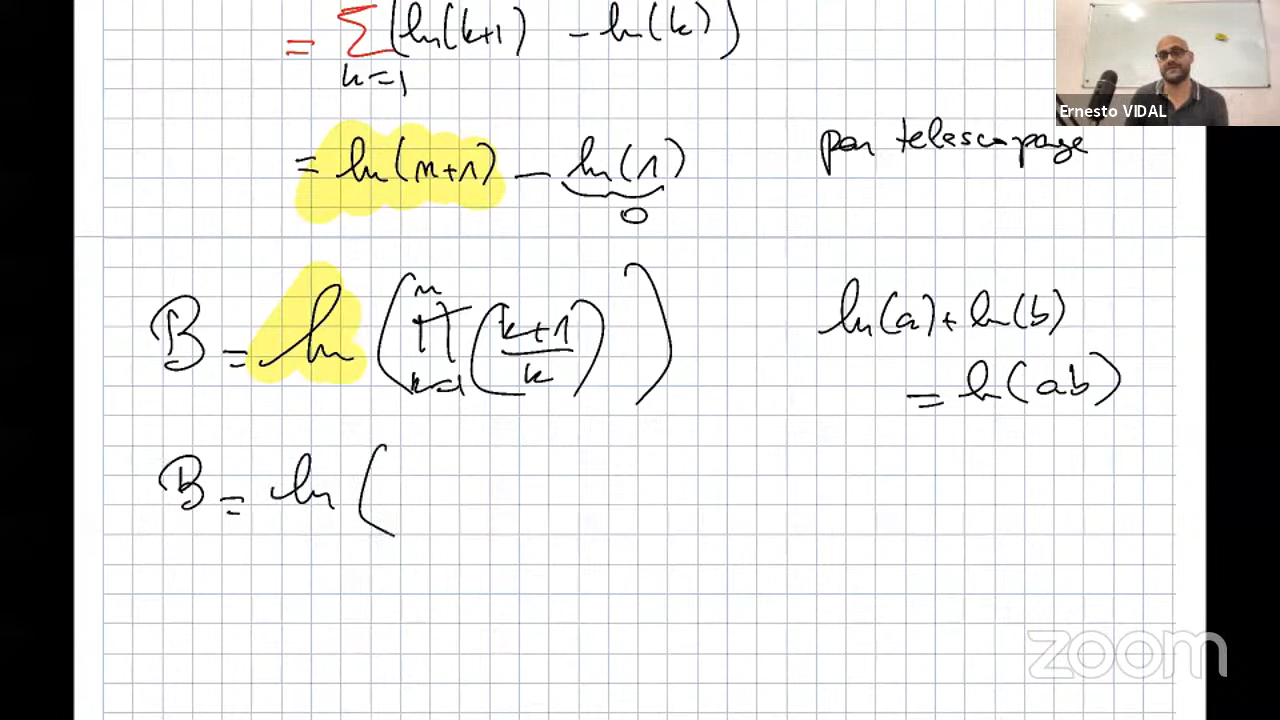 = ∑ (ln(k+1) - ln(k))
k=1
= ln(n+1) - ln(1)
0
par telescopage
Ernesto VIDAL
B = ln ( n ∏ k=1 ( k+1 / k ) )
ln(a) + ln(b)
= ln(ab)
B = ln (
zoom